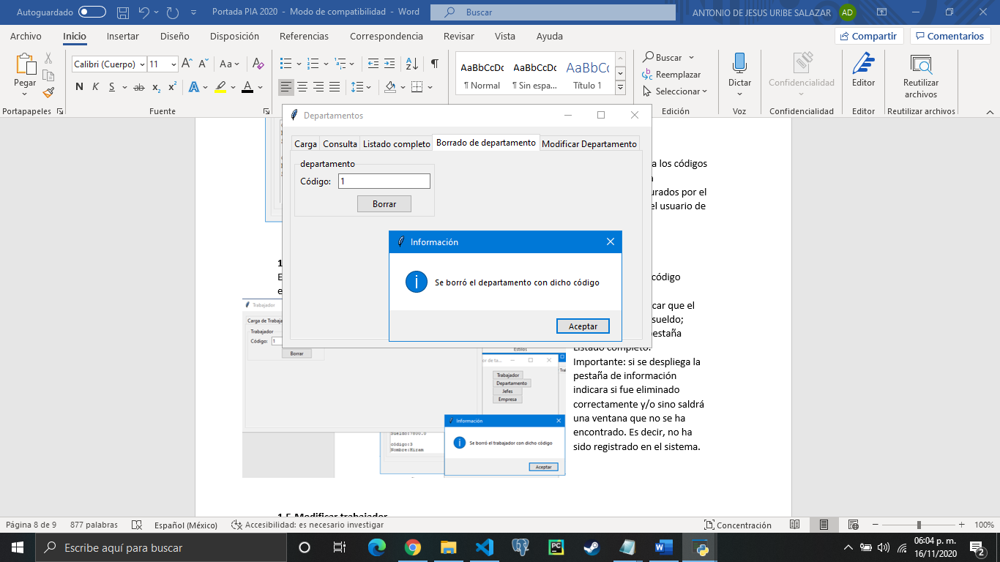 Autoguardado
Portada PIA 2020 - Modo de compatibilidad - Word
Buscar
ANTONIO DE JESUS URIBE SALAZAR
AD
Archivo Inicio Insertar Diseño Disposición Referencias Correspondencia Revisar Vista Ayuda
Compartir
Comentarios
Pegar
Portapapeles
Calibri (Cuerpo) 11
N K S ab x₂ x²
Fuente
AaBbCcDc AaBbCcDc AaBbCc
¶ Normal ¶ Sin espa... Título 1
Buscar
Reemplazar
Seleccionar
Edición
Dictar
Voz
Confidencialidad
Confidencialidad
Editor
Editor
Reutilizar archivos
Reutilizar archivos
Departamentos
Carga Consulta Listado completo Borrado de departamento Modificar Departamento
departamento
Código: 1
Borrar
Información
Se borró el departamento con dicho código
Aceptar
a los códigos
urados por el
el usuario de
código
car que el
sueldo;
estaña
Listado completo.
Importante: si se despliega la
pestaña de información
indicara si fue eliminado
correctamente y/o sino saldrá
una ventana que no se ha
encontrado. Es decir, no ha
sido registrado en el sistema.
Trabajador
Carga de Trabaja
Trabajador
Código: 1
Borrar
Estilos
or de ta...
Trabajador
Departamento
Jefes
Empresa
Sueldo:7800.0
código:3
Nombre:Hiram
Información
Se borró el trabajador con dicho código
Aceptar
1.5 Modificar trabajador
Página 8 de 9 877 palabras Español (México) Accesibilidad: es necesario investigar
Concentración
100%
Escribe aquí para buscar
06:04 p. m.
16/11/2020
2